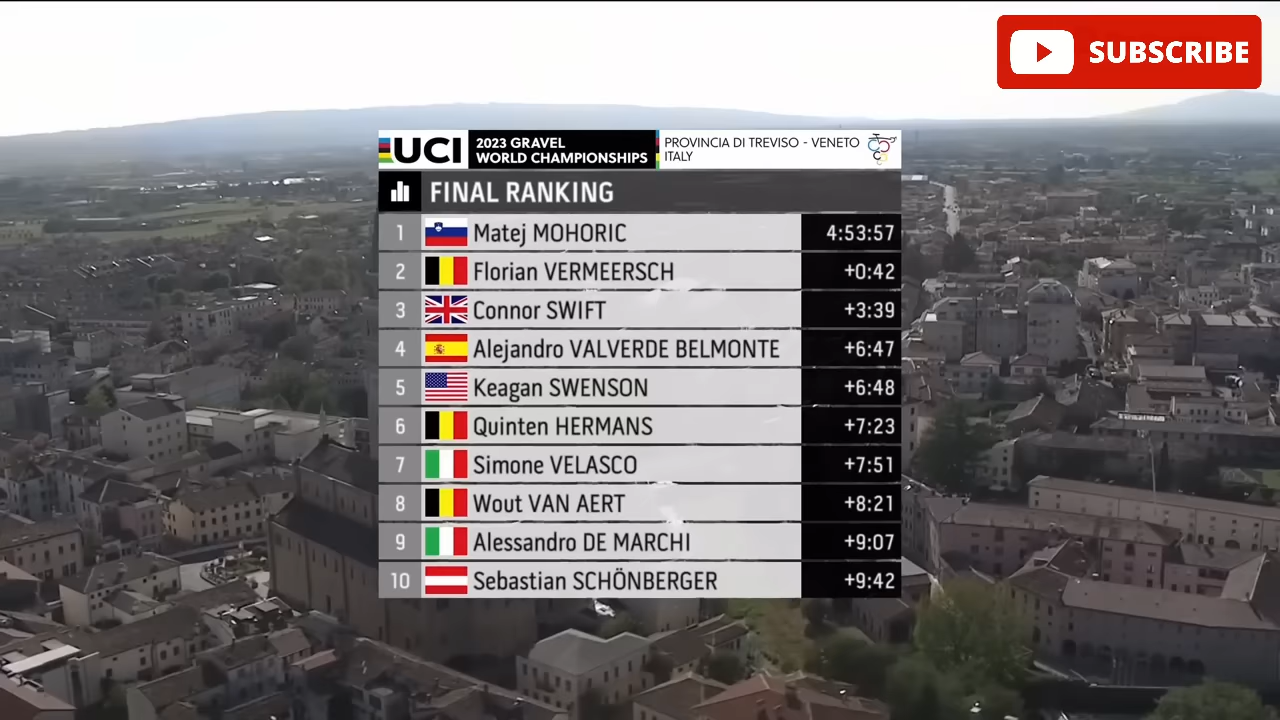 SUBSCRIBE
UCI
2023 GRAVEL
WORLD CHAMPIONSHIPS
PROVINCIA DI TREVISO - VENETO
ITALY
FINAL RANKING
1 Matej MOHORIC 4:53:57
2 Florian VERMEERSCH +0:42
3 Connor SWIFT +3:39
4 Alejandro VALVERDE BELMONTE +6:47
5 Keagan SWENSON +6:48
6 Quinten HERMANS +7:23
7 Simone VELASCO +7:51
8 Wout VAN AERT +8:21
9 Alessandro DE MARCHI +9:07
10 Sebastian SCHÖNBERGER +9:42